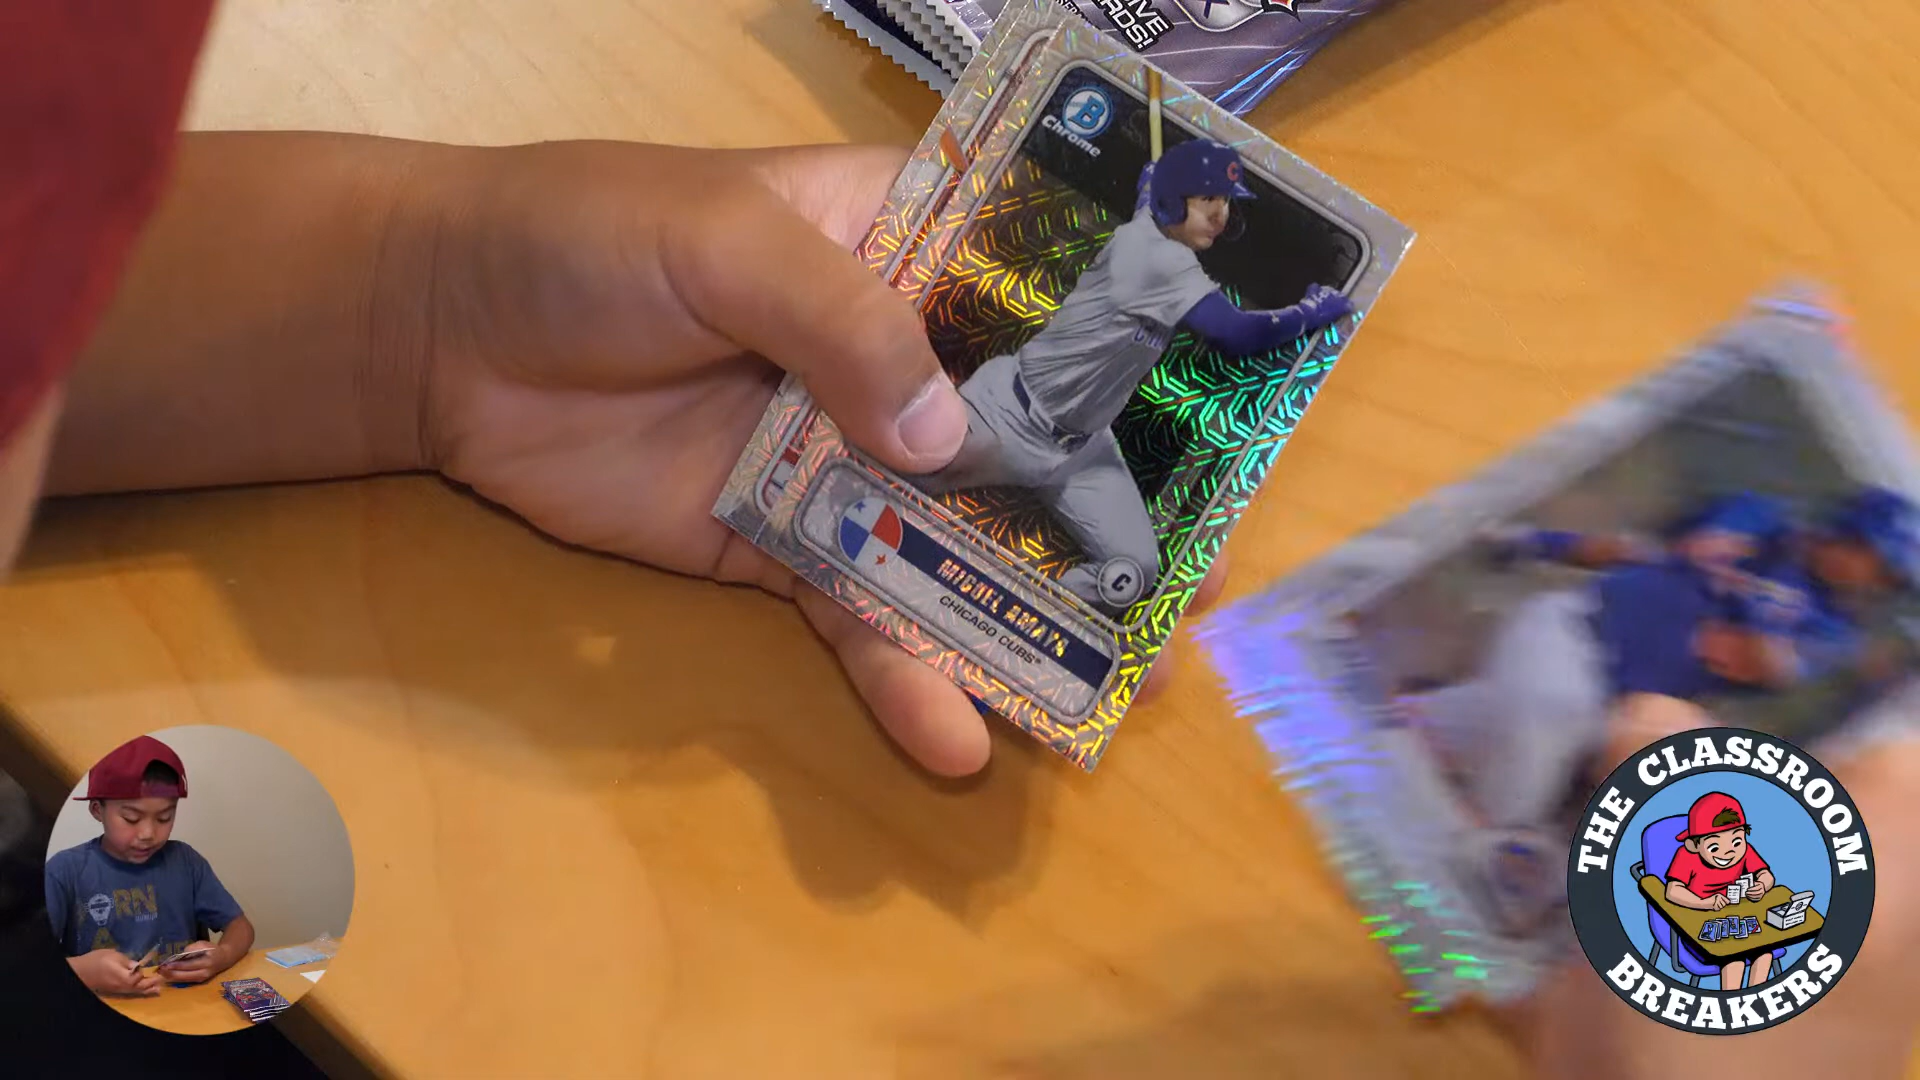 B
Chrome
C
C
MIGUEL AMAYA
CHICAGO CUBS®
THE CLASSROOM
BREAKERS